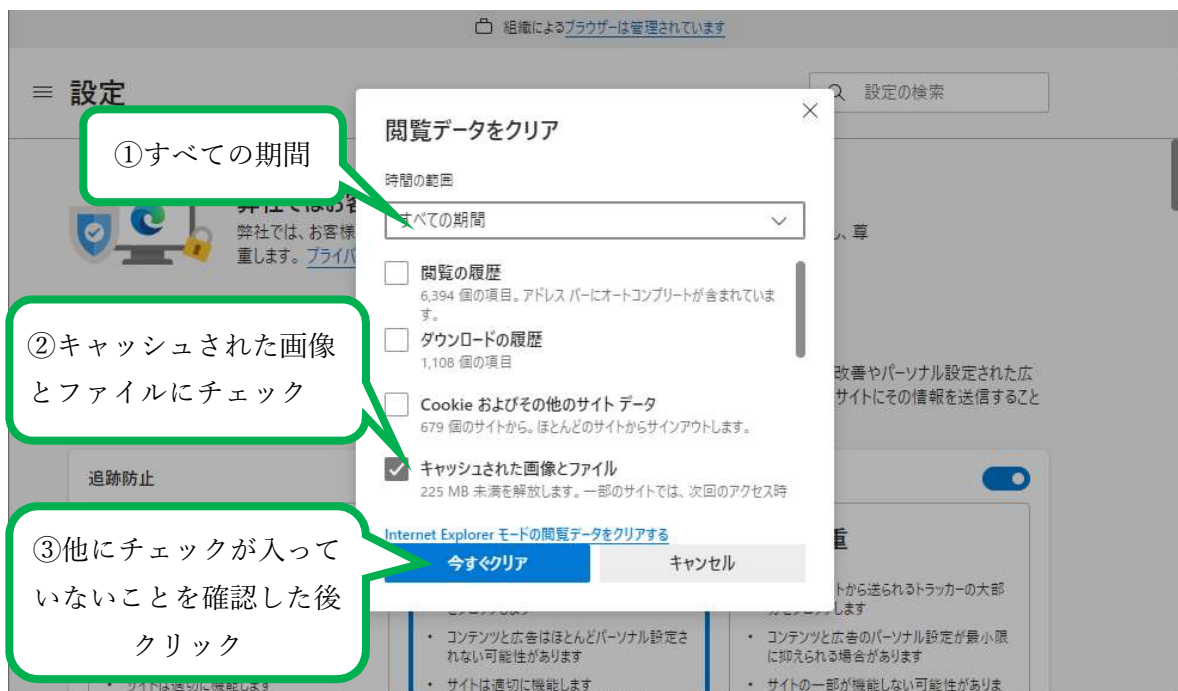 組織によるブラウザーは管理されています
設定
設定の検索
①すべての期間
閲覧データをクリア
時間の範囲
すべての期間
弊社ではお客
弊社では、お客様
重します。プライバ
し、尊
閲覧の履歴
6,394 個の項目。アドレス バーにオートコンプリートが含まれていま
す。
ダウンロードの履歴
1,108 個の項目
②キャッシュされた画像
とファイルにチェック
改善やパーソナル設定された広
サイトにその情報を送信すること
Cookie およびその他のサイト データ
679 個のサイトから。ほとんどのサイトからサインアウトします。
追跡防止
キャッシュされた画像とファイル
225 MB 未満を解放します。一部のサイトでは、次回のアクセス時
Internet Explorer モードの閲覧データをクリアする
今すぐクリア
キャンセル
③他にチェックが入って
いないことを確認した後
クリック
重
トから送られるトラッカーの大部
コンテンツと広告はほとんどパーソナル設定さ
れない可能性があります
サイトは適切に機能します
コンテンツと広告のパーソナル設定が最小限
に抑えられる場合があります
サイトの一部が機能しない可能性がありま
サイトは適切に機能します